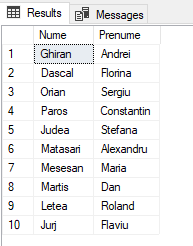 Results Messages
Nume Prenume
1 Ghiran Andrei
2 Dascal Florina
3 Orian Sergiu
4 Paros Constantin
5 Judea Stefana
6 Matasari Alexandru
7 Mesesan Maria
8 Martis Dan
9 Letea Roland
10 Jurj Flaviu